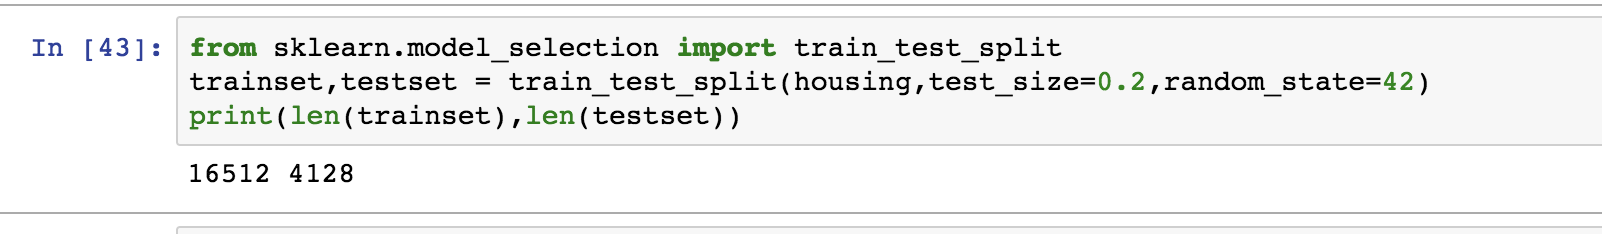 In [43]: from sklearn.model_selection import train_test_split
trainset,testset = train_test_split(housing,test_size=0.2,random_state=42)
print(len(trainset),len(testset))
16512 4128